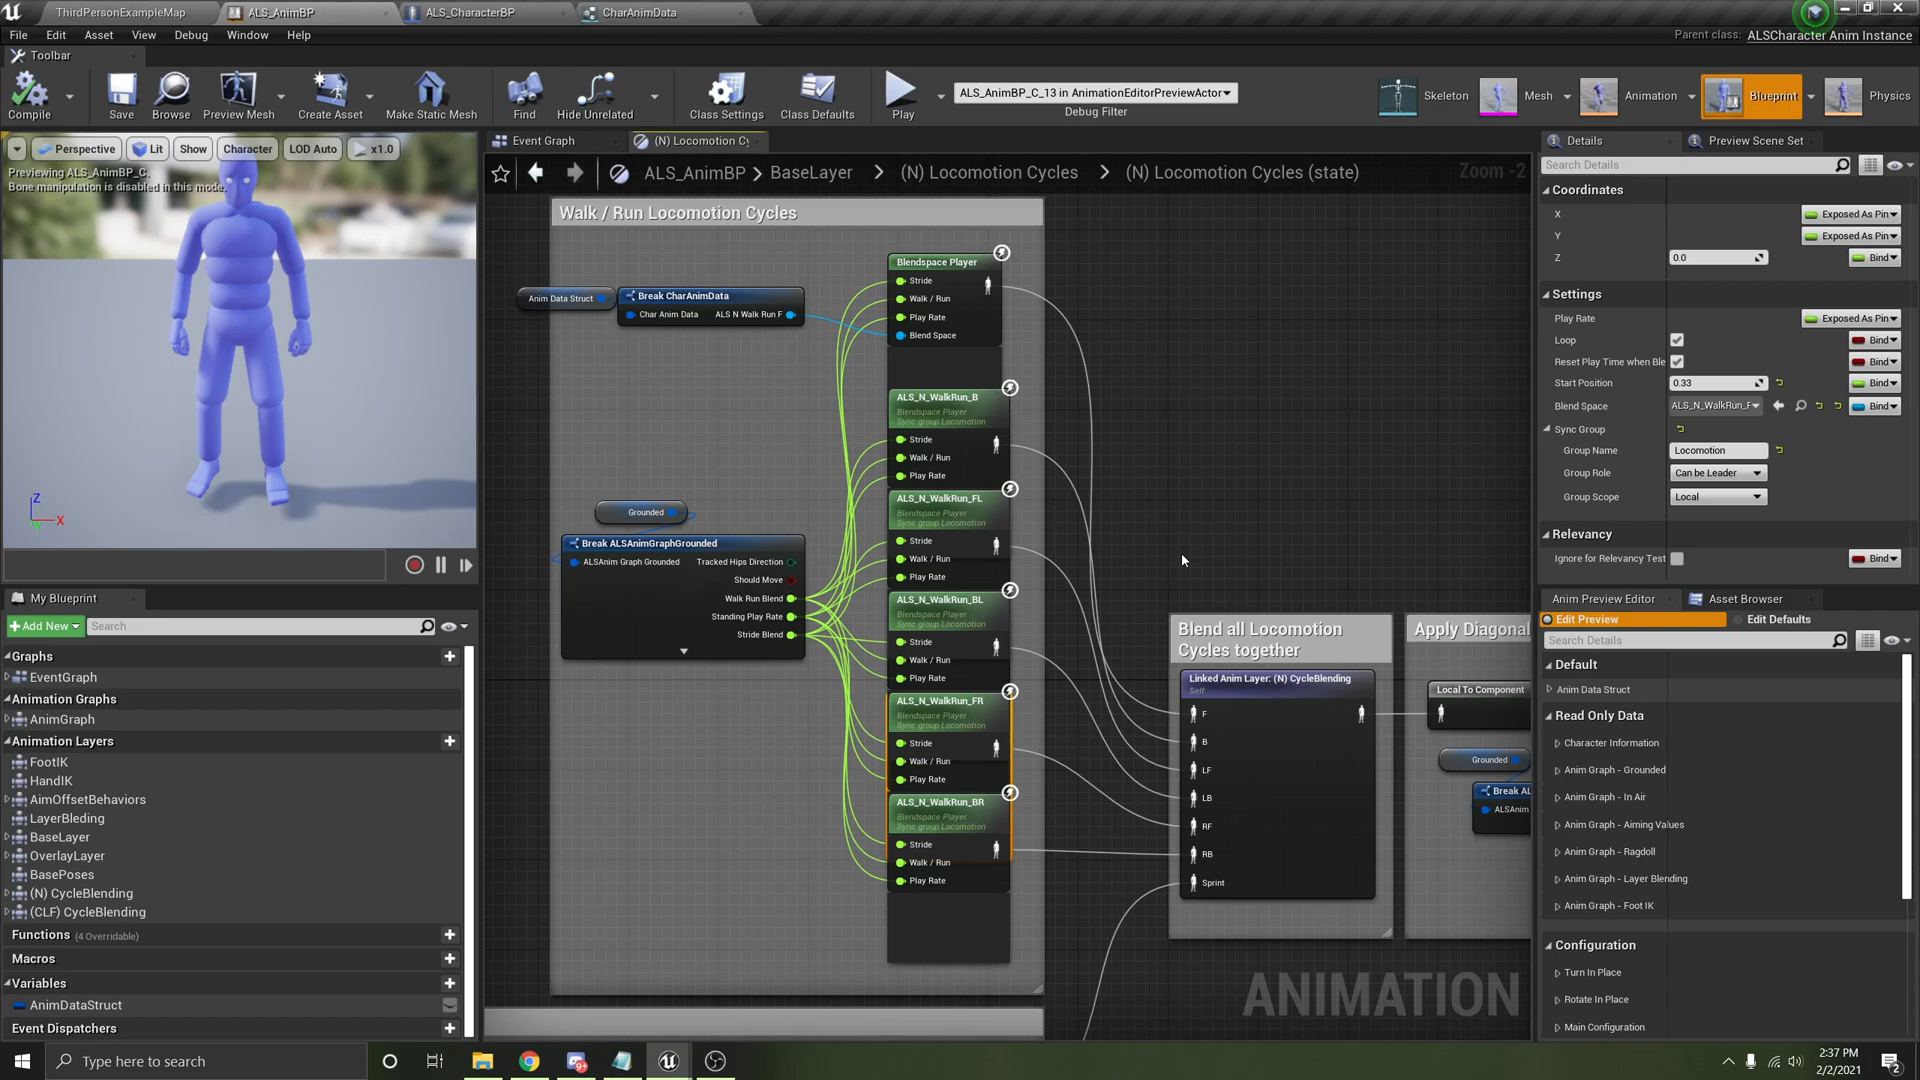 ThirdPersonExampleMap
ALS_AnimBP
ALS_CharacterBP
CharAnimData
File
Edit
Asset
View
Debug
Window
Help
Parent class: ALSCharacter Anim Instance
Toolbar
Compile
Save
Browse
Preview Mesh
Create Asset
Make Static Mesh
Find
Hide Unrelated
Class Settings
Class Defaults
Play
ALS_AnimBP_C_13 in AnimationEditorPreviewActor
Debug Filter
Skeleton
Mesh
Animation
Blueprint
Physics
Perspective
Lit
Show
Character
LOD Auto
x1.0
Previewing ALS_AnimBP_C.
Bone manipulation is disabled in this mode.
Z
X
Event Graph
(N) Locomotion Cy
ALS_AnimBP
BaseLayer
(N) Locomotion Cycles
(N) Locomotion Cycles (state)
Zoom -2
Walk / Run Locomotion Cycles
Anim Data Struct
Break CharAnimData
Char Anim Data
ALS N Walk Run F
Blendspace Player
Stride
Walk / Run
Play Rate
Blend Space
ALS_N_WalkRun_B
Blendspace Player
Sync group Locomotion
Stride
Walk / Run
Play Rate
ALS_N_WalkRun_FL
Blendspace Player
Sync group Locomotion
Stride
Walk / Run
Play Rate
ALS_N_WalkRun_BL
Blendspace Player
Sync group Locomotion
Stride
Walk / Run
Play Rate
ALS_N_WalkRun_FR
Blendspace Player
Sync group Locomotion
Stride
Walk / Run
Play Rate
ALS_N_WalkRun_BR
Blendspace Player
Sync group Locomotion
Stride
Walk / Run
Play Rate
Grounded
Break ALSAnimGraphGrounded
ALSAnim Graph Grounded
Tracked Hips Direction
Should Move
Walk Run Blend
Standing Play Rate
Stride Blend
Blend all Locomotion
Cycles together
Linked Anim Layer: (N) CycleBlending
Self
F
B
LF
LB
RF
RB
Sprint
Apply Diagonal
Local To Component
Grounded
Break AL
ALSAnim
ANIMATION
My Blueprint
Add New
Search
Graphs
EventGraph
Animation Graphs
AnimGraph
Animation Layers
FootIK
HandIK
AimOffsetBehaviors
LayerBleding
BaseLayer
OverlayLayer
BasePoses
(N) CycleBlending
(CLF) CycleBlending
Functions (4 Overridable)
Macros
Variables
AnimDataStruct
Event Dispatchers
Details
Preview Scene Set
Search Details
Coordinates
X
Exposed As Pin
Y
Exposed As Pin
Z
0.0
Bind
Settings
Play Rate
Exposed As Pin
Loop
Bind
Reset Play Time when Ble
Bind
Start Position
0.33
Bind
Blend Space
ALS_N_WalkRun_F
Bind
Sync Group
Group Name
Locomotion
Group Role
Can be Leader
Group Scope
Local
Relevancy
Ignore for Relevancy Test
Bind
Anim Preview Editor
Asset Browser
Edit Preview
Edit Defaults
Search Details
Default
Anim Data Struct
Read Only Data
Character Information
Anim Graph - Grounded
Anim Graph - In Air
Anim Graph - Aiming Values
Anim Graph - Ragdoll
Anim Graph - Layer Blending
Anim Graph - Foot IK
Configuration
Turn In Place
Rotate In Place
Main Configuration
Type here to search
9+
2:37 PM
2/2/2021
2